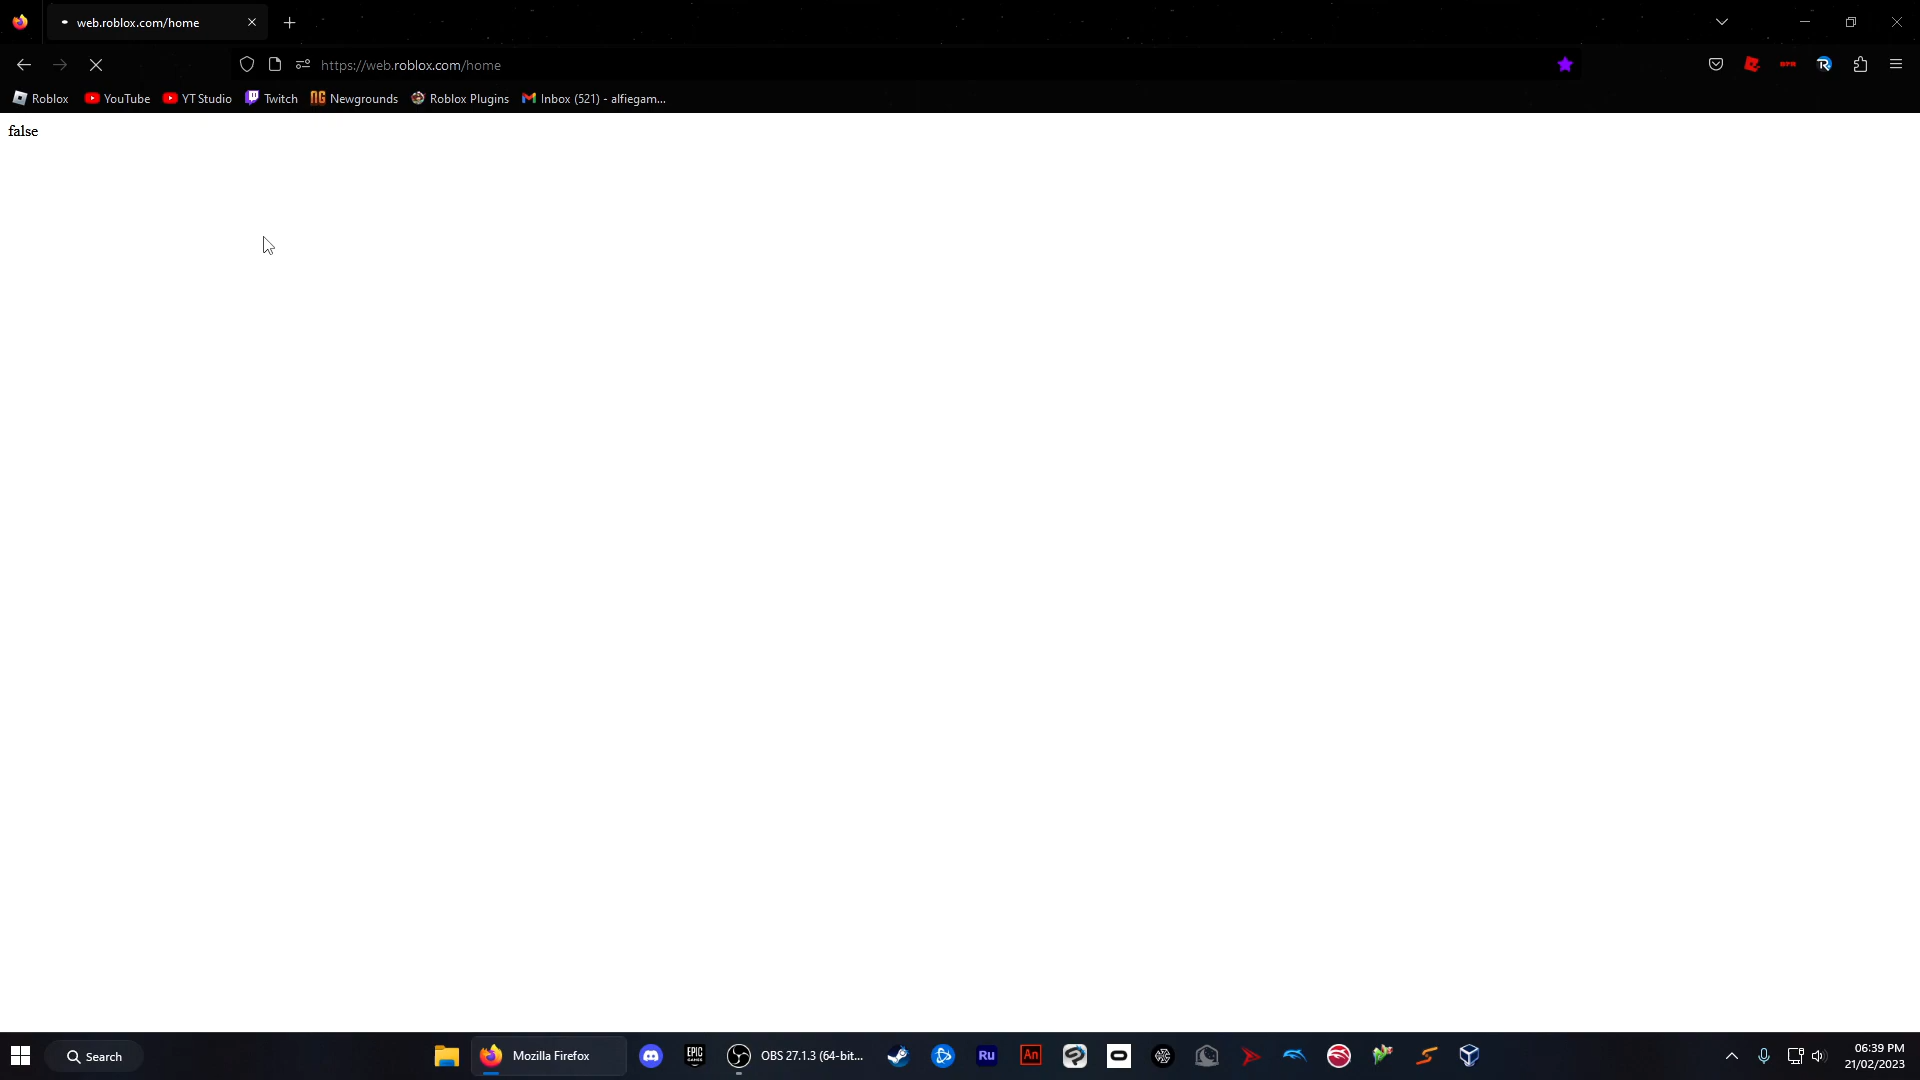 web.roblox.com/home
https://web.roblox.com/home
Roblox YouTube YT Studio Twitch Newgrounds Roblox Plugins Inbox (521) - alfiegam...
false
Search Mozilla Firefox EPIC GAMES OBS 27.1.3 (64-bit... Ru An 06:39 PM
21/02/2023